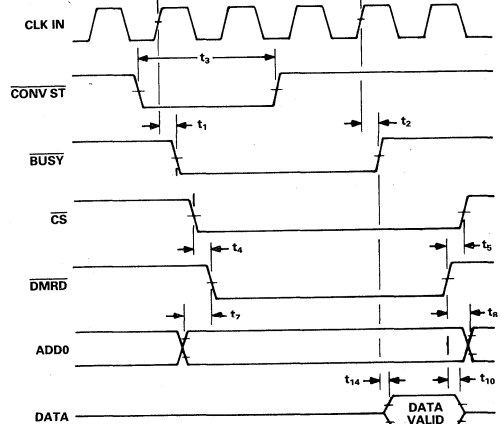 CLK IN
t3
CONV ST
t1
t2
BUSY
CS
t4
t5
DMRD
t7
t8
ADD0
t14
t10
DATA
DATA
VALID